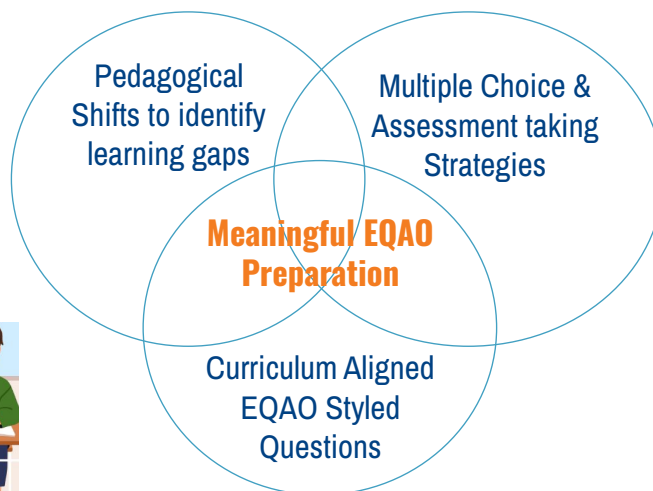 Pedagogical
Shifts to identify
learning gaps
Multiple Choice &
Assessment taking
Strategies
Meaningful EQAO
Preparation
Curriculum Aligned
EQAO Styled
Questions